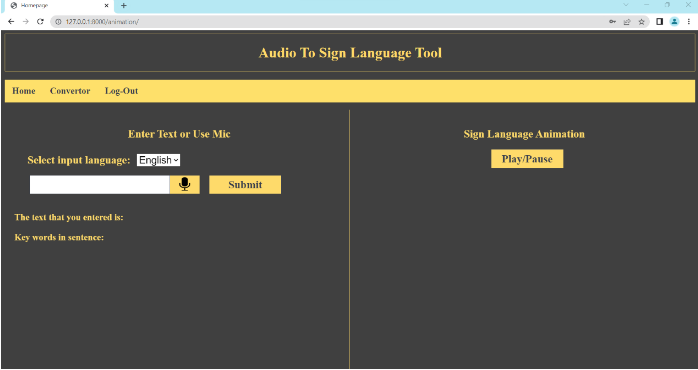 Homepage
127.0.0.1:8000/animation/
Audio To Sign Language Tool
Home Convertor Log-Out
Enter Text or Use Mic
Select input language: English
Submit
The text that you entered is:
Key words in sentence:
Sign Language Animation
Play/Pause